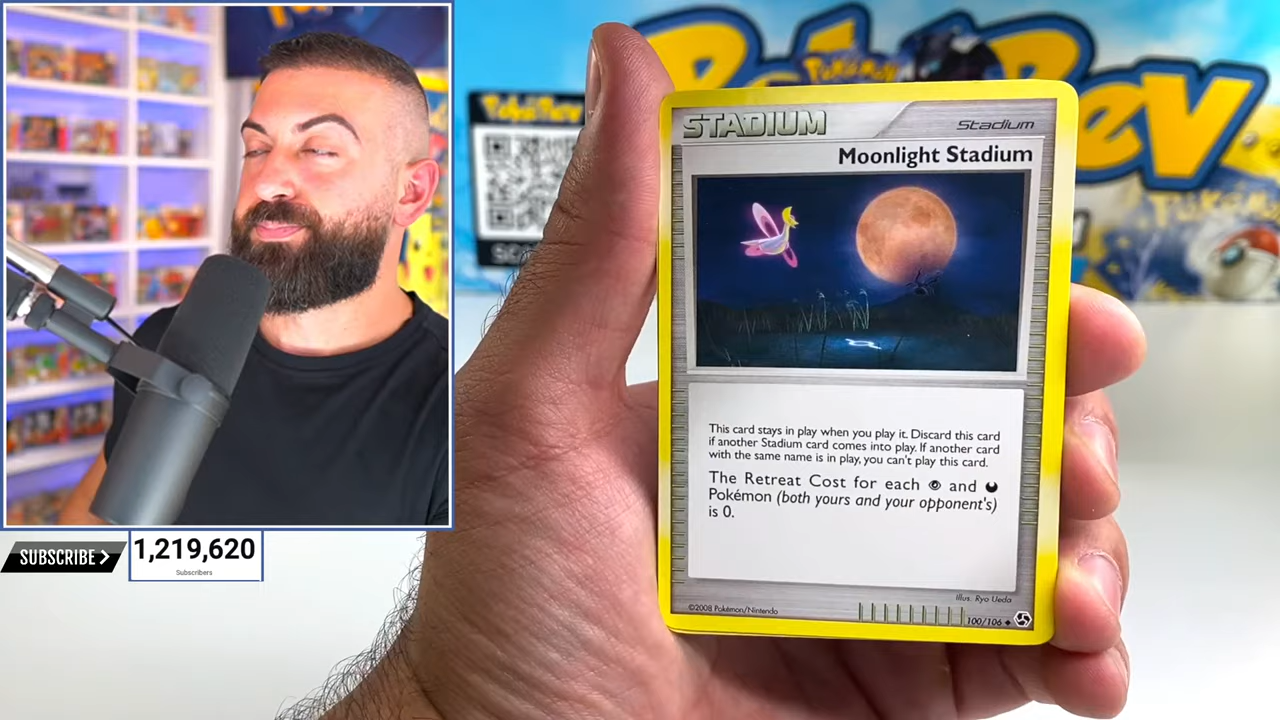 PokéRev
POKÉMON
STADIUM
Stadium
Moonlight Stadium
This card stays in play when you play it. Discard this card
if another Stadium card comes into play. If another card
with the same name is in play, you can't play this card.
The Retreat Cost for each and
Pokémon (both yours and your opponent's)
is 0.
Illus. Ryo Ueda
©2008 Pokémon/Nintendo
100/106
SUBSCRIBE
1,219,620
Subscribers